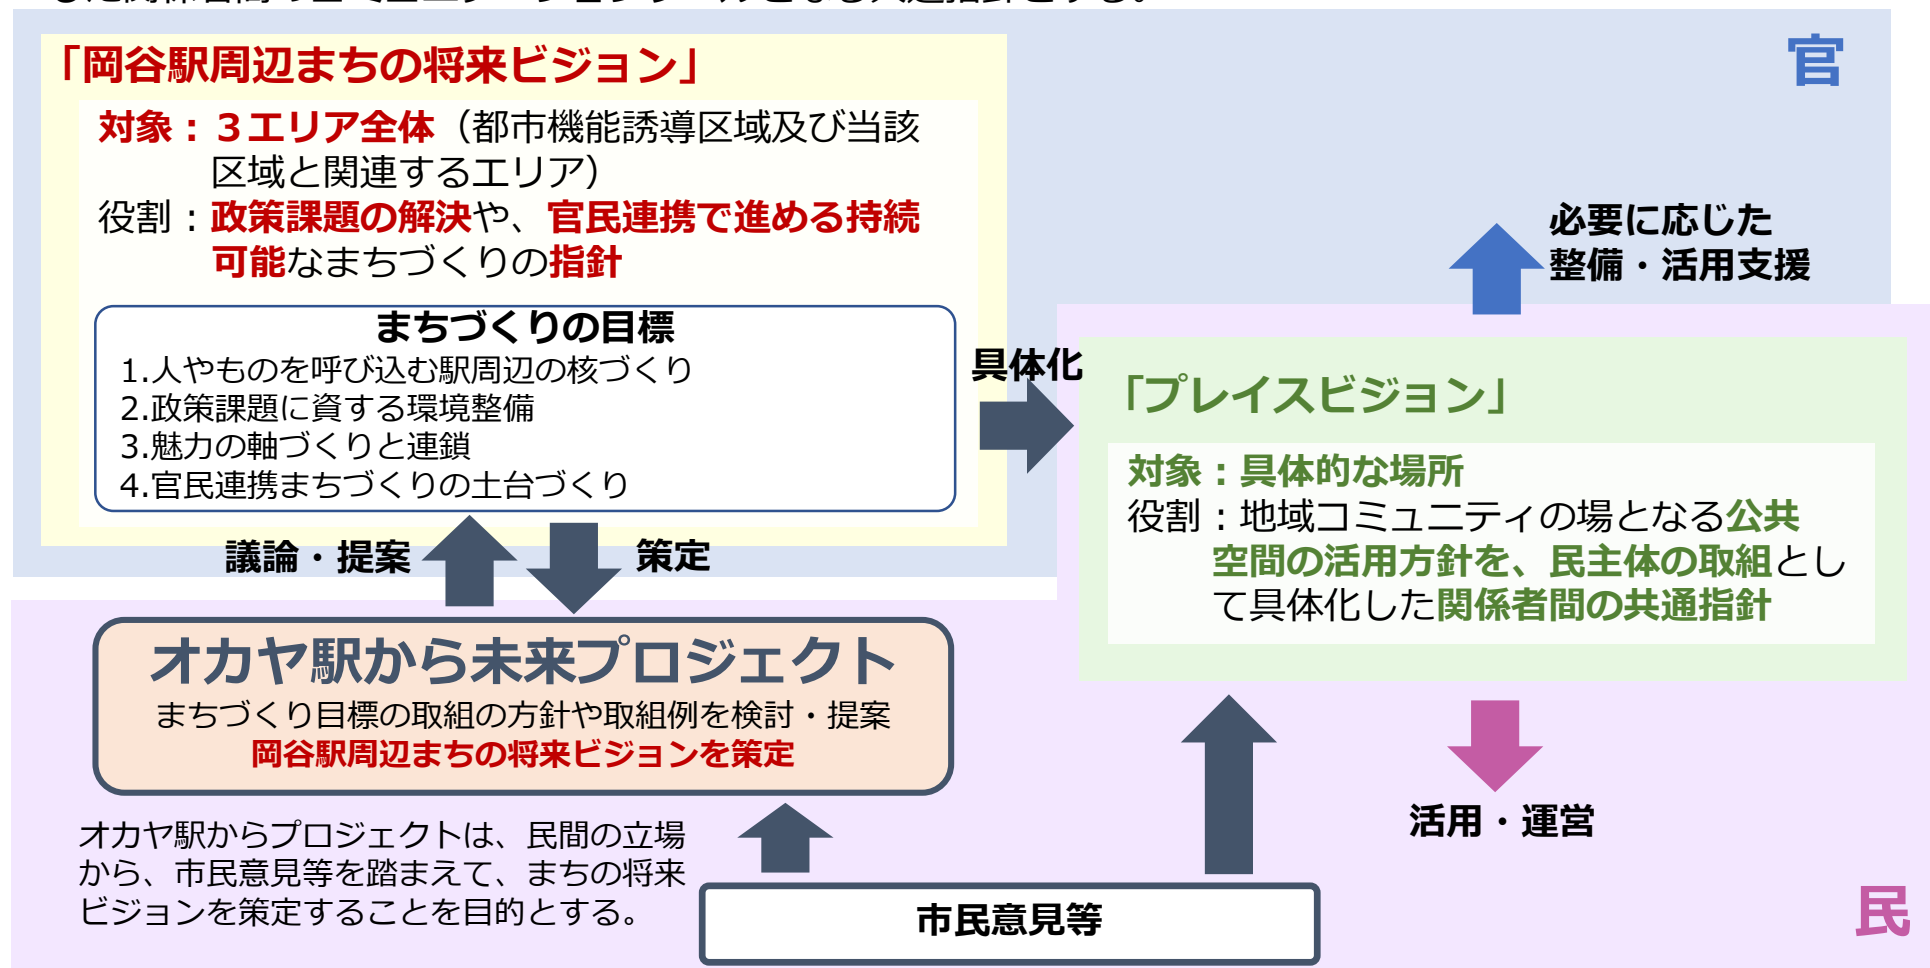 官
「岡谷駅周辺まちの将来ビジョン」
対象：３エリア全体（都市機能誘導区域及び当該
区域と関連するエリア）
役割：政策課題の解決や、官民連携で進める持続
可能なまちづくりの指針
まちづくりの目標
1.人やものを呼び込む駅周辺の核づくり
2.政策課題に資する環境整備
3.魅力の軸づくりと連鎖
4.官民連携まちづくりの土台づくり
具体化
必要に応じた
整備・活用支援
「プレイスビジョン」
対象：具体的な場所
役割：地域コミュニティの場となる公共
空間の活用方針を、民主体の取組とし
て具体化した関係者間の共通指針
議論・提案
策定
オカヤ駅から未来プロジェクト
まちづくり目標の取組の方針や取組例を検討・提案
岡谷駅周辺まちの将来ビジョンを策定
オカヤ駅からプロジェクトは、民間の立場
から、市民意見等を踏まえて、まちの将来
ビジョンを策定することを目的とする。
活用・運営
市民意見等
民